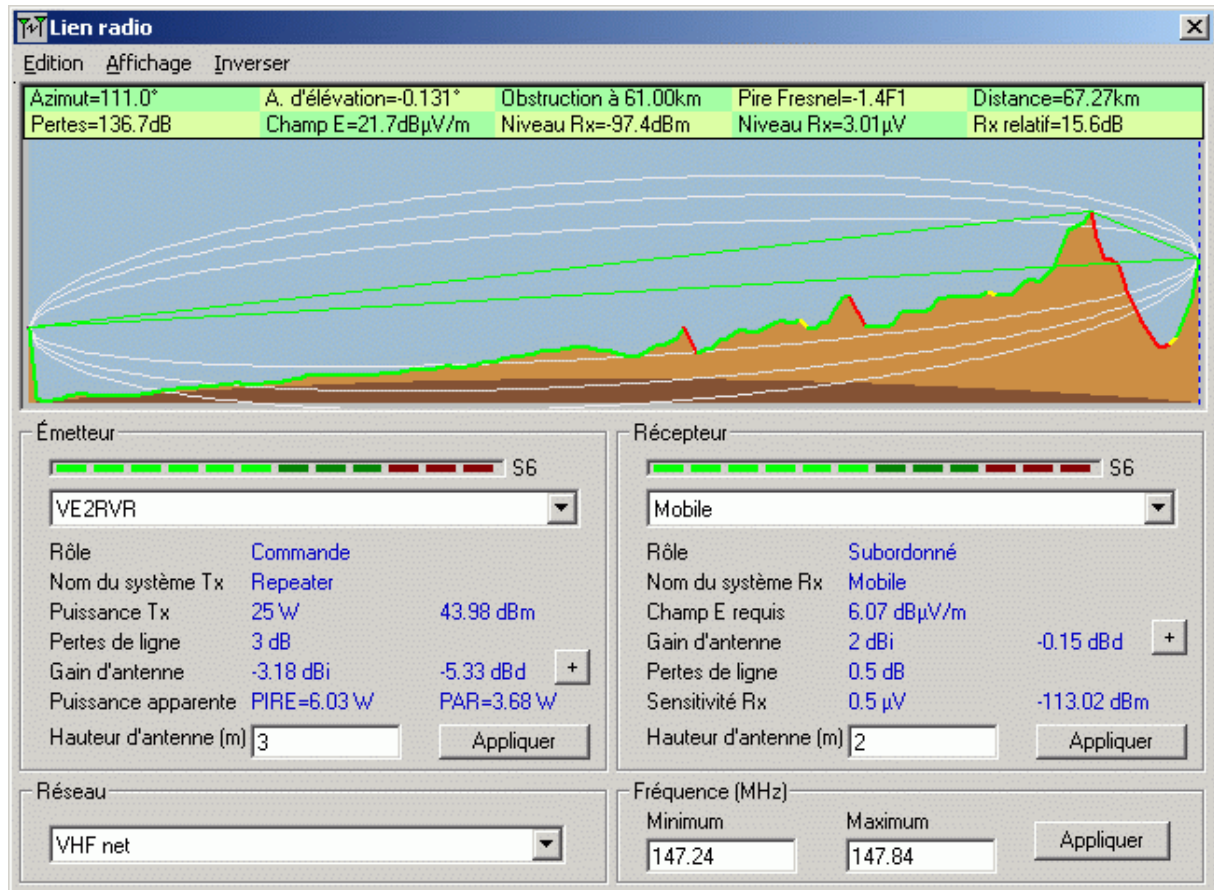 Lien radio
Edition Affichage Inverser
Azimut=111.0° A. d'élévation=-0.131° Obstruction à 61.00km Pire Fresnel=-1.4F1 Distance=67.27km
Pertes=136.7dB Champ E=21.7dBµV/m Niveau Rx=-97.4dBm Niveau Rx=3.01µV Rx relatif=15.6dB
Émetteur
S6
VE2RVR
Rôle Commande
Nom du système Tx Repeater
Puissance Tx 25 W 43.98 dBm
Pertes de ligne 3 dB
Gain d'antenne -3.18 dBi -5.33 dBd +
Puissance apparente PIRE=6.03 W PAR=3.68 W
Hauteur d'antenne (m) 3 Appliquer
Récepteur
S6
Mobile
Rôle Subordonné
Nom du système Rx Mobile
Champ E requis 6.07 dBµV/m
Gain d'antenne 2 dBi -0.15 dBd +
Pertes de ligne 0.5 dB
Sensitivité Rx 0.5 µV -113.02 dBm
Hauteur d'antenne (m) 2 Appliquer
Réseau
VHF net
Fréquence (MHz)
Minimum Maximum
147.24 147.84 Appliquer